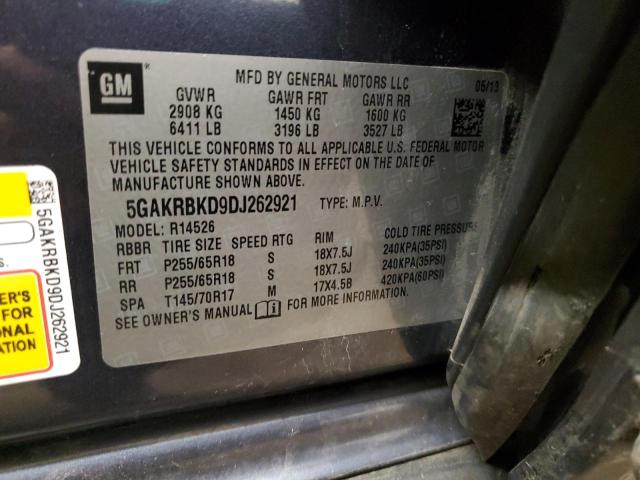 GM
MFD BY GENERAL MOTORS LLC 05/13
GVWR GAWR FRT GAWR RR
2908 KG 1450 KG 1600 KG
6411 LB 3196 LB 3527 LB
THIS VEHICLE CONFORMS TO ALL APPLICABLE U.S. FEDERAL MOTOR
VEHICLE SAFETY STANDARDS IN EFFECT ON THE DATE OF
MANUFACTURE SHOWN ABOVE.
5GAKRBKD9DJ262921 TYPE: M.P.V.
MODEL: R14526
RBBR TIRE SIZE SPEED RTG RIM COLD TIRE PRESSURE
FRT P255/65R18 S 18X7.5J 240KPA(35PSI)
RR P255/65R18 S 18X7.5J 240KPA(35PSI)
SPA T145/70R17 M 17X4.5B 420KPA(60PSI)
SEE OWNER'S MANUAL FOR MORE INFORMATION
5GAKRBKD9DJ262921
NER'S
FOR
ONAL
ATION.